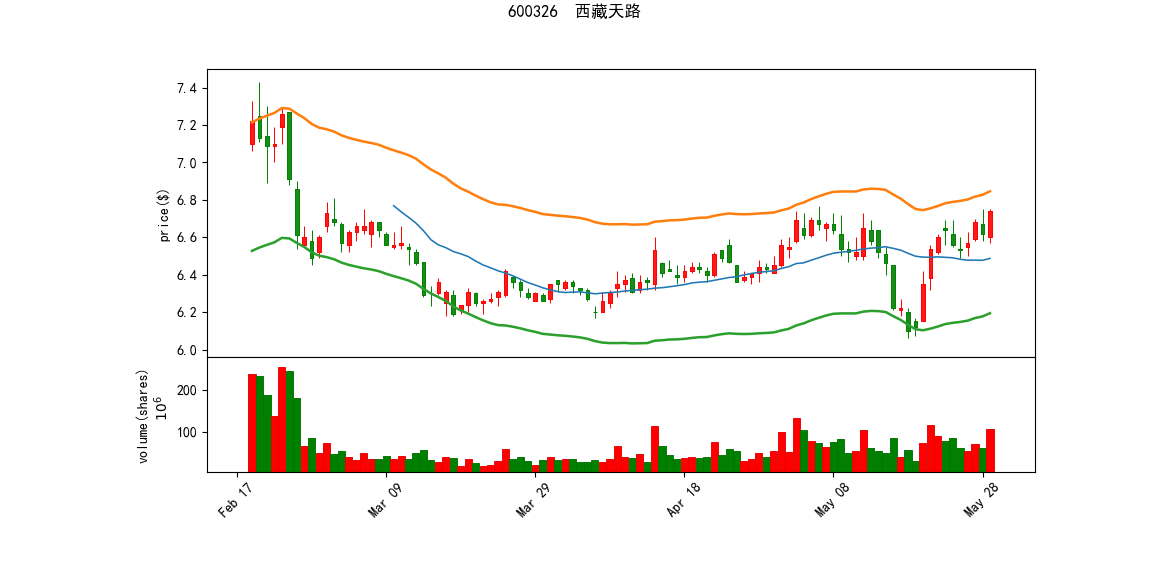 600326 西藏天路
price($)
7.4
7.2
7.0
6.8
6.6
6.4
6.2
6.0
volume(shares)
10^6
200
100
Feb 17
Mar 09
Mar 29
Apr 18
May 08
May 28